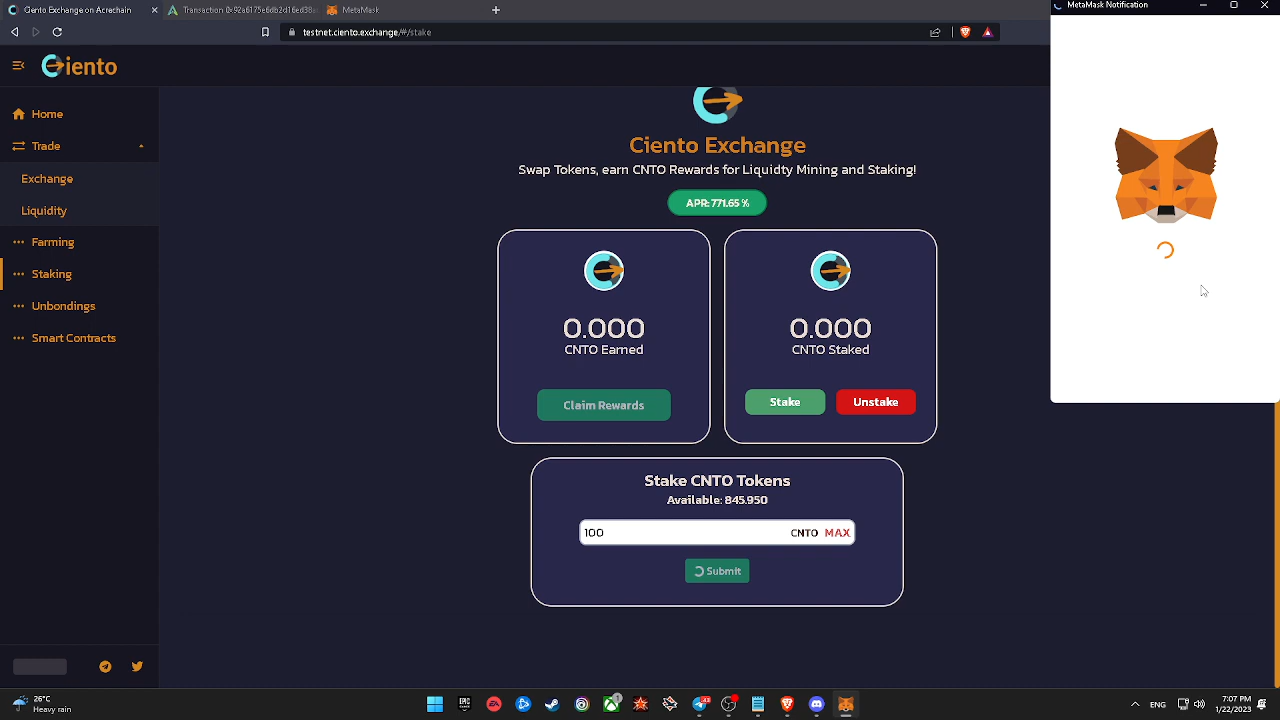 Ciento Exchange on Acrechain
Transaction 0x92a6175e6db2d16ed38a
MetaMask
MetaMask Notification
testnet.ciento.exchange/#/stake
Ciento
Home
Trade
Exchange
Liquidity
Farming
Staking
Unbondings
Smart Contracts
Ciento Exchange
Swap Tokens, earn CNTO Rewards for Liquidity Mining and Staking!
APR: 771.65 %
0.000
CNTO Earned
Claim Rewards
0.000
CNTO Staked
Stake
Unstake
Stake CNTO Tokens
Available: 845.950
100 CNTO MAX
Submit
26°C
Heavy rain
ENG
7:07 PM
1/22/2023